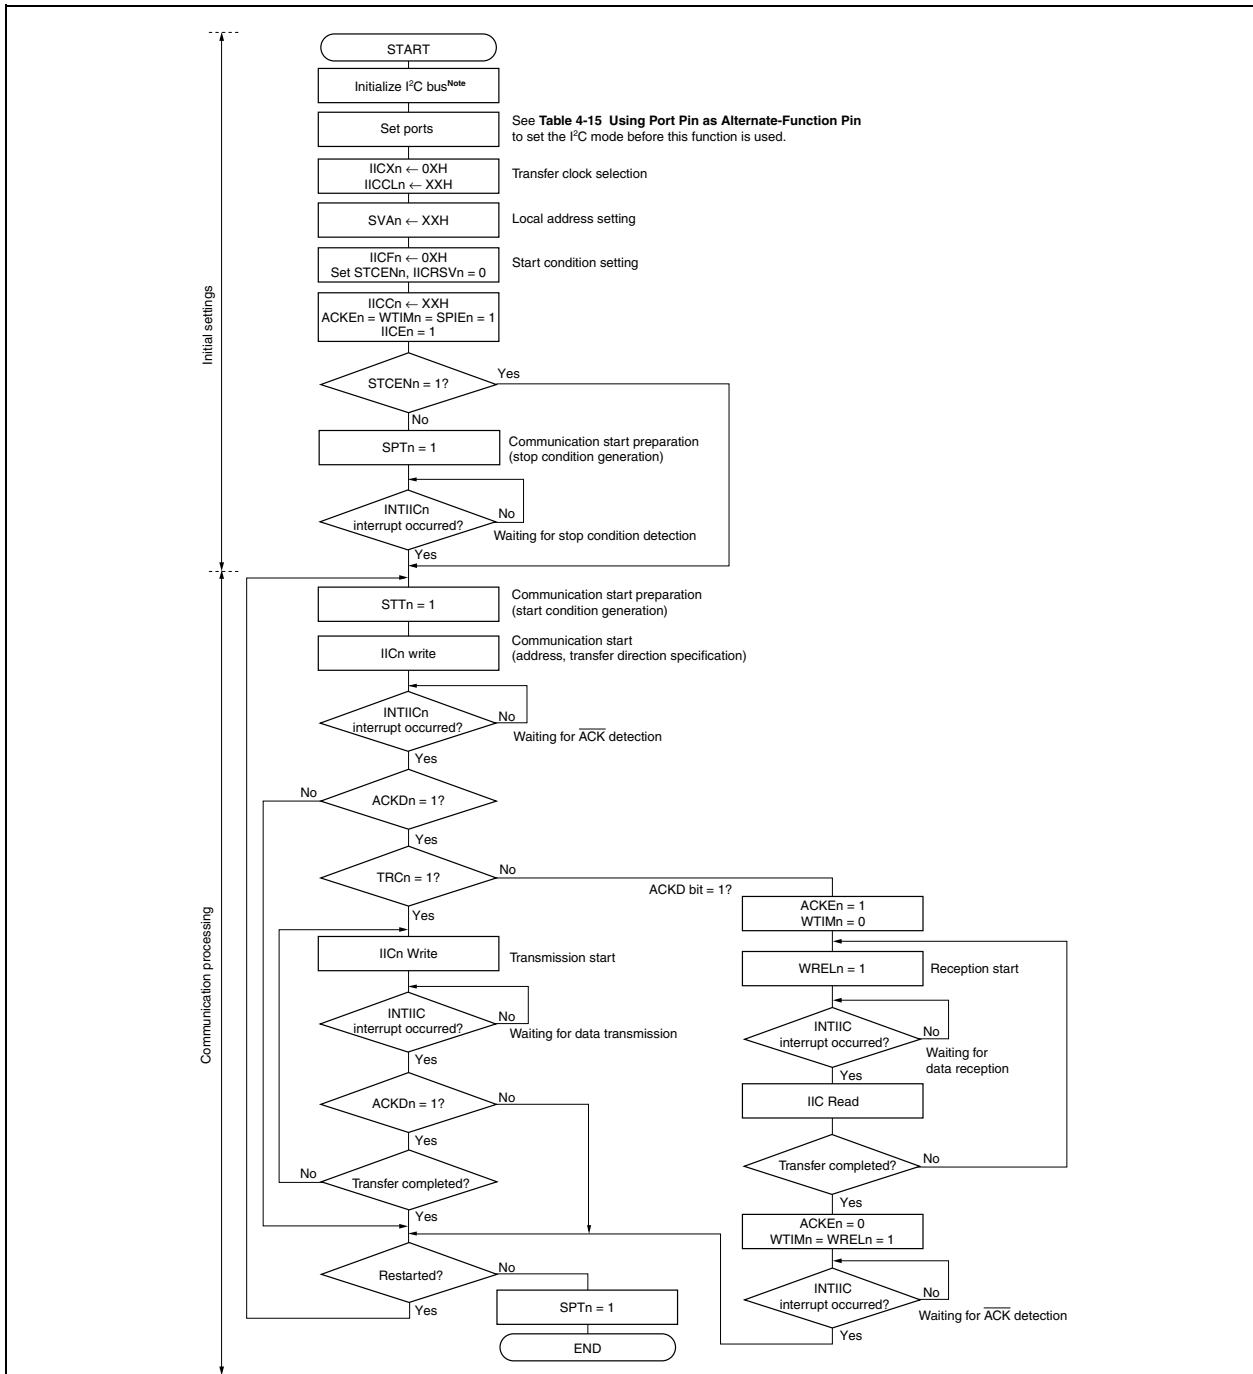 START
Initialize I²C bus Note
Set ports
See Table 4-15 Using Port Pin as Alternate-Function Pin
to set the I²C mode before this function is used.
IICXn ← 0XH
IICCLn ← XXH
Transfer clock selection
SVAn ← XXH
Local address setting
IICFn ← 0XH
Set STCENn, IICRSVn = 0
Start condition setting
IICCn ← XXH
ACKEn = WTIMn = SPIEn = 1
IICEn = 1
Initial settings
STCENn = 1?
Yes
No
SPTn = 1
Communication start preparation
(stop condition generation)
INTIICn
interrupt occurred?
No
Waiting for stop condition detection
Yes
STTn = 1
Communication start preparation
(start condition generation)
IICn write
Communication start
(address, transfer direction specification)
INTIICn
interrupt occurred?
No
Waiting for A̅C̅K̅ detection
Yes
No
ACKDn = 1?
Yes
TRCn = 1?
No
ACKD bit = 1?
Yes
Communication processing
ACKEn = 1
WTIMn = 0
IICn Write
Transmission start
WRELn = 1
Reception start
INTIIC
interrupt occurred?
No
Waiting for data transmission
Yes
INTIIC
interrupt occurred?
No
Waiting for
data reception
Yes
ACKDn = 1?
No
Yes
IIC Read
No
Transfer completed?
Yes
Transfer completed?
No
Yes
ACKEn = 0
WTIMn = WRELn = 1
Restarted?
No
Yes
INTIIC
interrupt occurred?
No
Waiting for A̅C̅K̅ detection
Yes
SPTn = 1
END